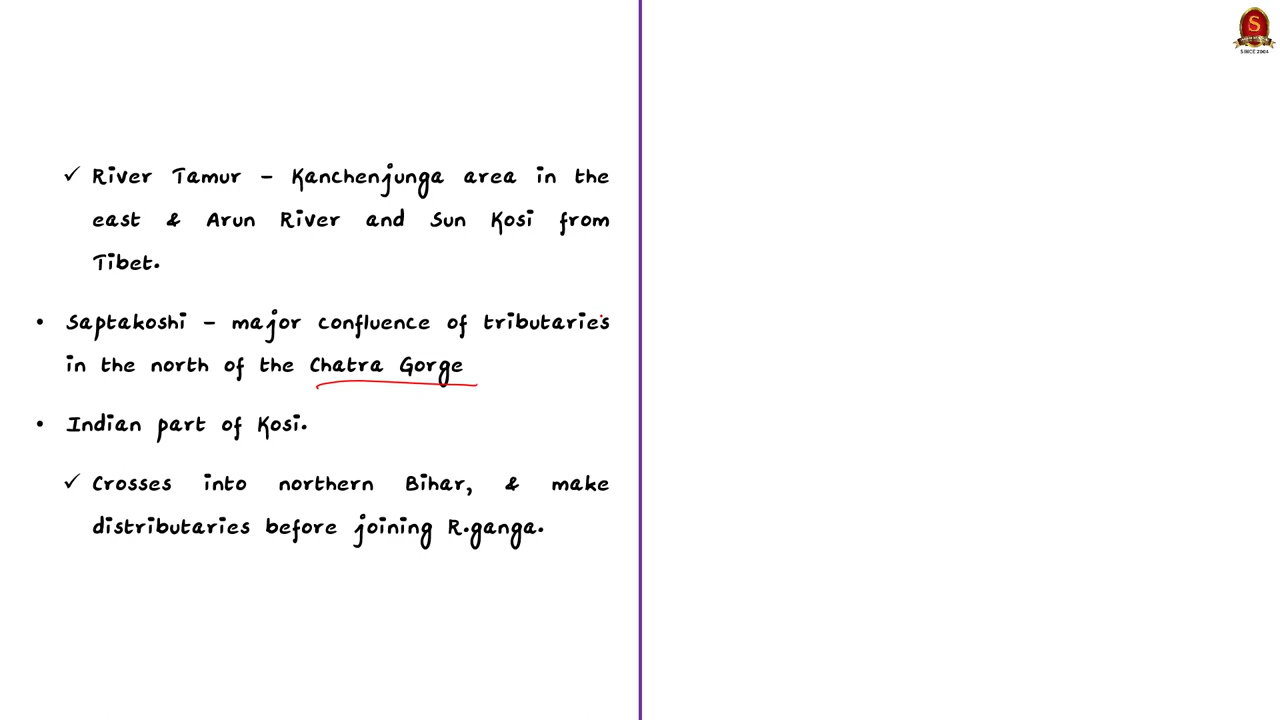 ✓ River Tamur – Kanchenjunga area in the
east & Arun River and Sun Kosi from
Tibet.
• Saptakoshi – major confluence of tributaries
in the north of the Chatra Gorge
• Indian part of Kosi.
✓ Crosses into northern Bihar, & make
distributaries before joining R.ganga.
S
SINCE 2004